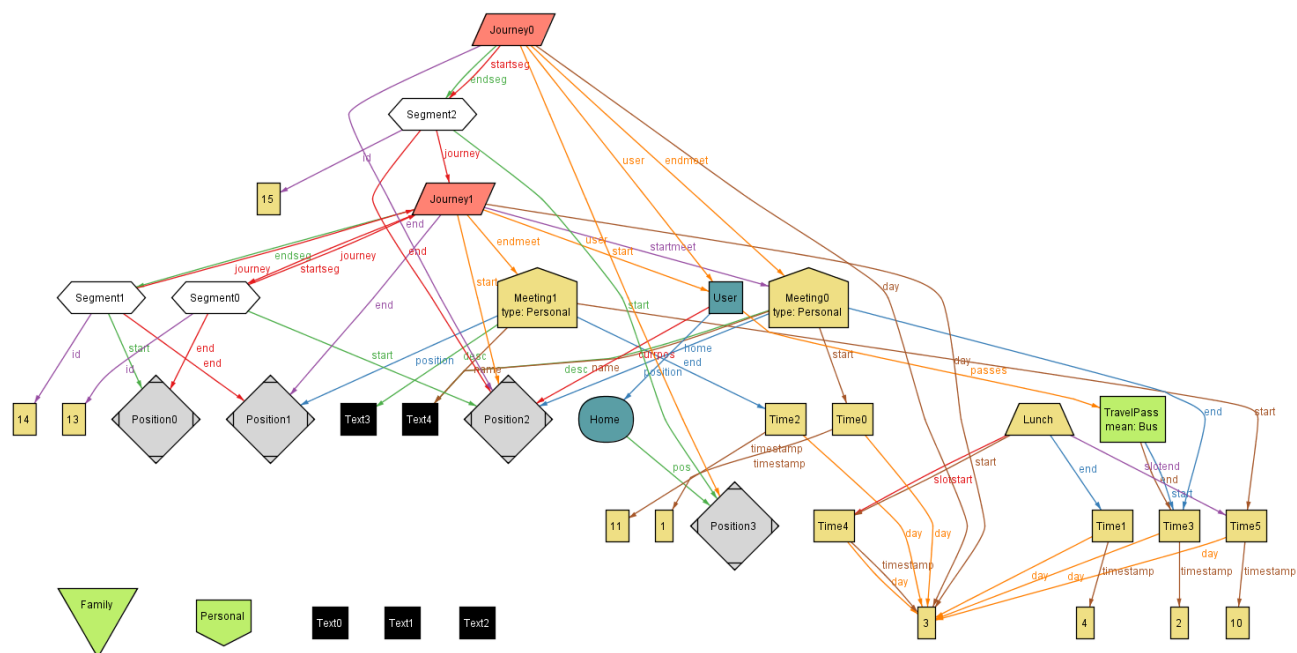 Journey0
startseg
endseg
Segment2
id
journey
user
endmeet
15
Journey1
end
endseg
journey
journey
startseg
end
endmeet
user
start
startmeet
day
Segment1
Segment0
end
start
Meeting1
type: Personal
User
Meeting0
type: Personal
start
id
start
end
end
id
start
position
desc
name
curpos
name
home
end
position
desc
start
day
passes
end
start
14
13
Position0
Position1
Text3
Text4
Position2
Home
Time2
Time0
Lunch
TravelPass
mean: Bus
pos
timestamp
timestamp
slotstart
start
end
slotend
end
start
11
1
Position3
Time4
Time1
Time3
Time5
day
day
timestamp
day
day
day
timestamp
timestamp
timestamp
day
Family
Personal
Text0
Text1
Text2
3
4
2
10